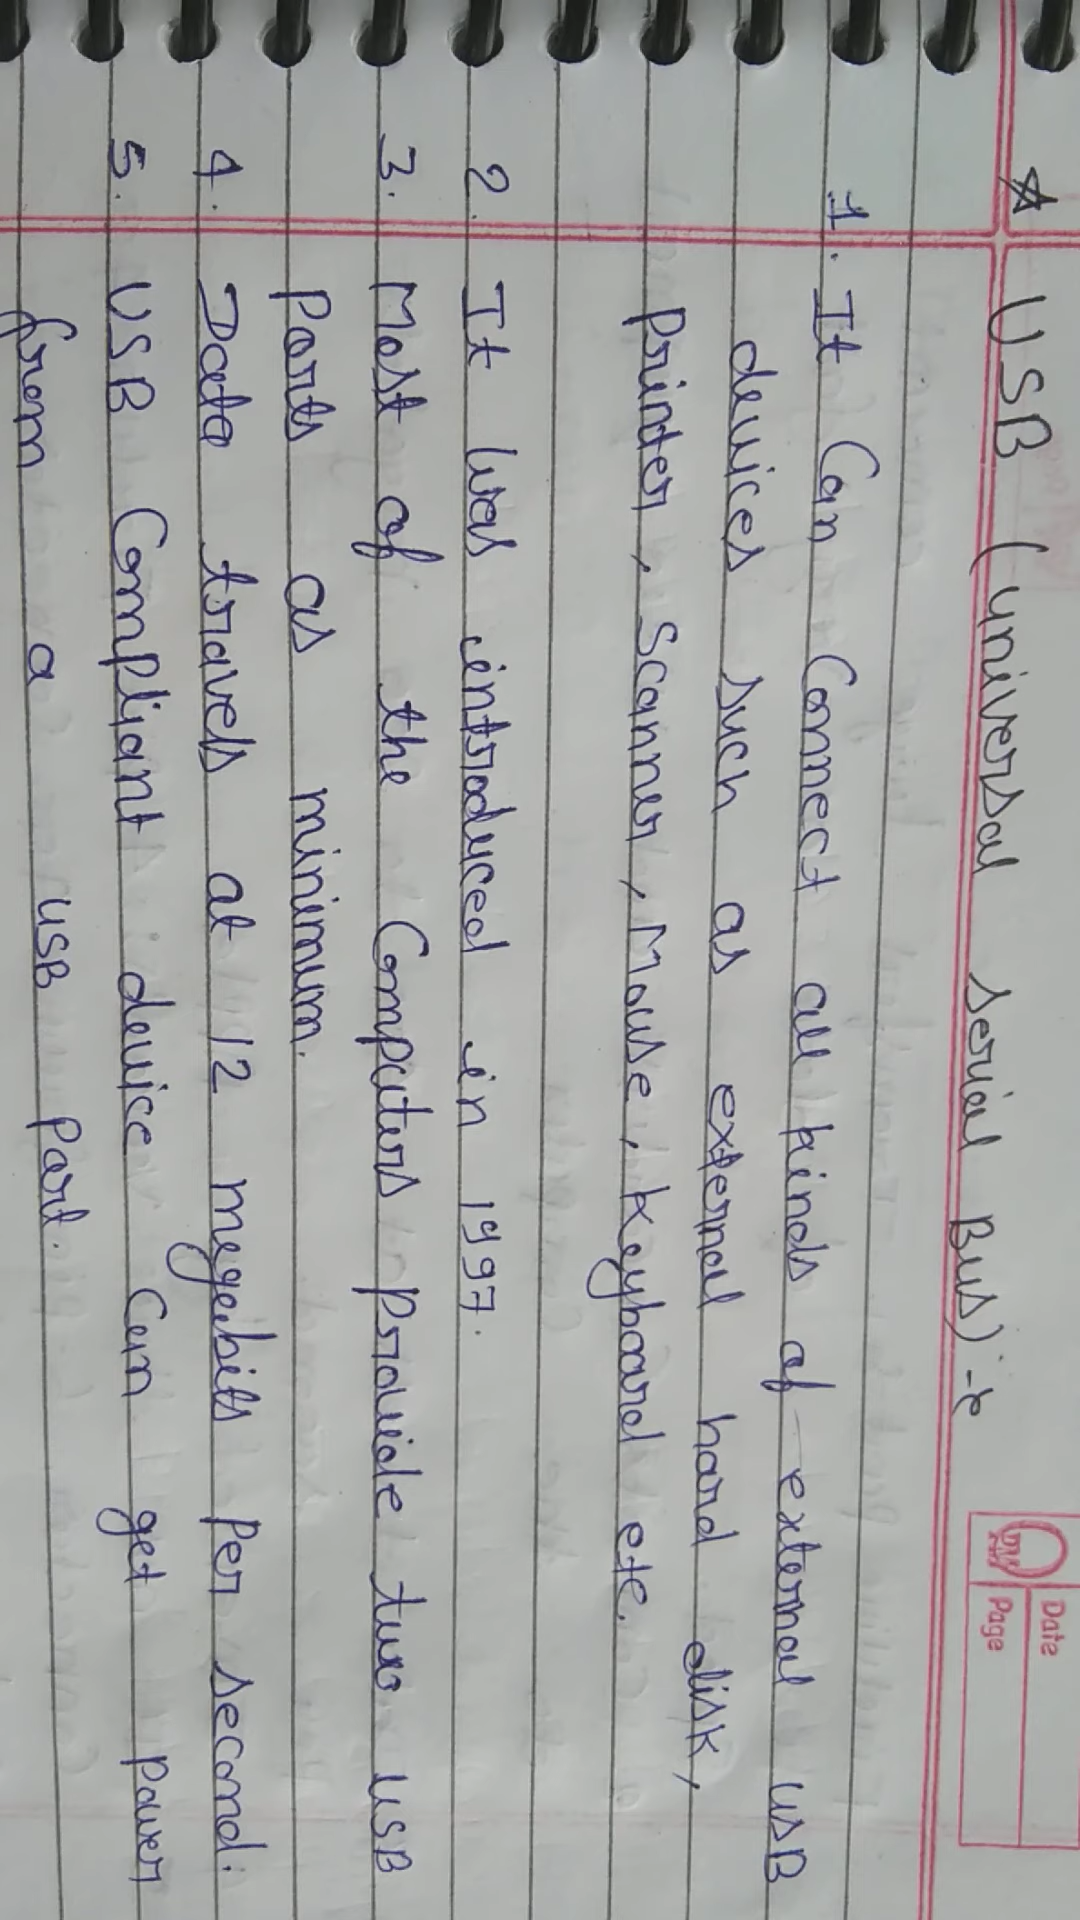 ☆ USB (universal serial Bus) :-
Date
Page
1. It Can Connect all kinds of external USB
devices such as external hard disk,
Printer, Scanner, Mouse, Keyboard etc.
2. It was introduced in 1997.
3. Most of the Computers Provide two USB
Ports as minimum.
4. Data travels at 12 megabits Per second.
5. USB Compliant device Can get Power
from a USB Port.